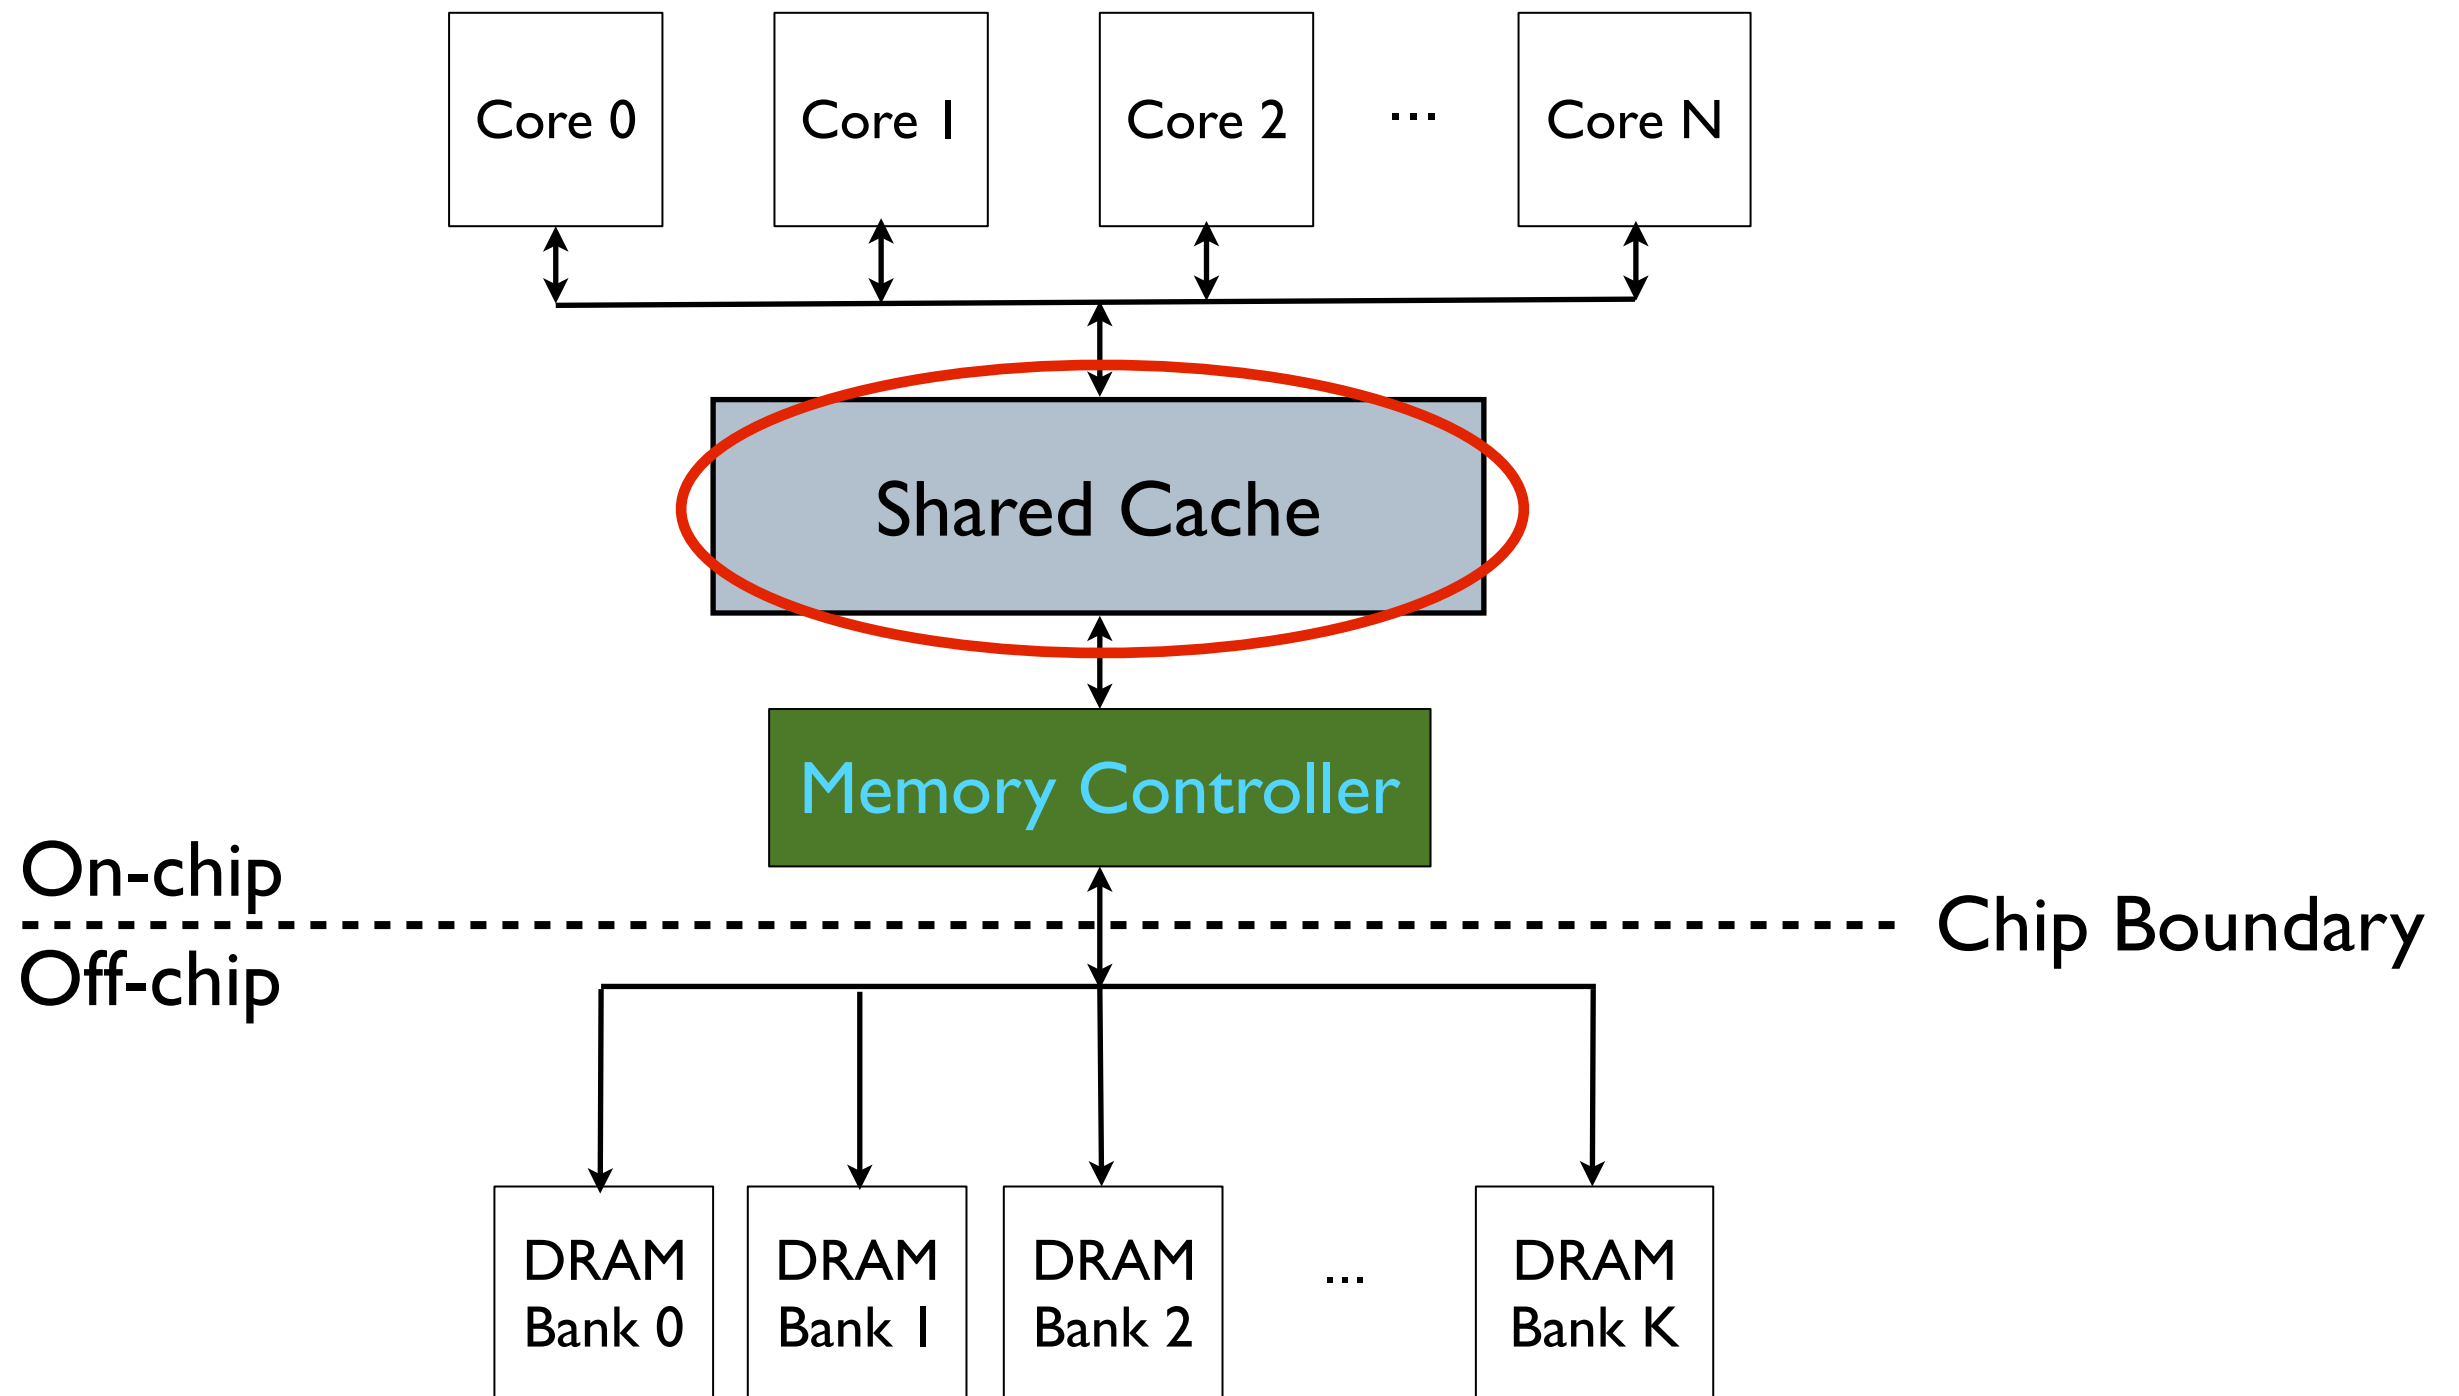 Core 0
Core 1
Core 2
...
Core N
Shared Cache
Memory Controller
On-chip
Chip Boundary
Off-chip
DRAM
Bank 0
DRAM
Bank 1
DRAM
Bank 2
...
DRAM
Bank K